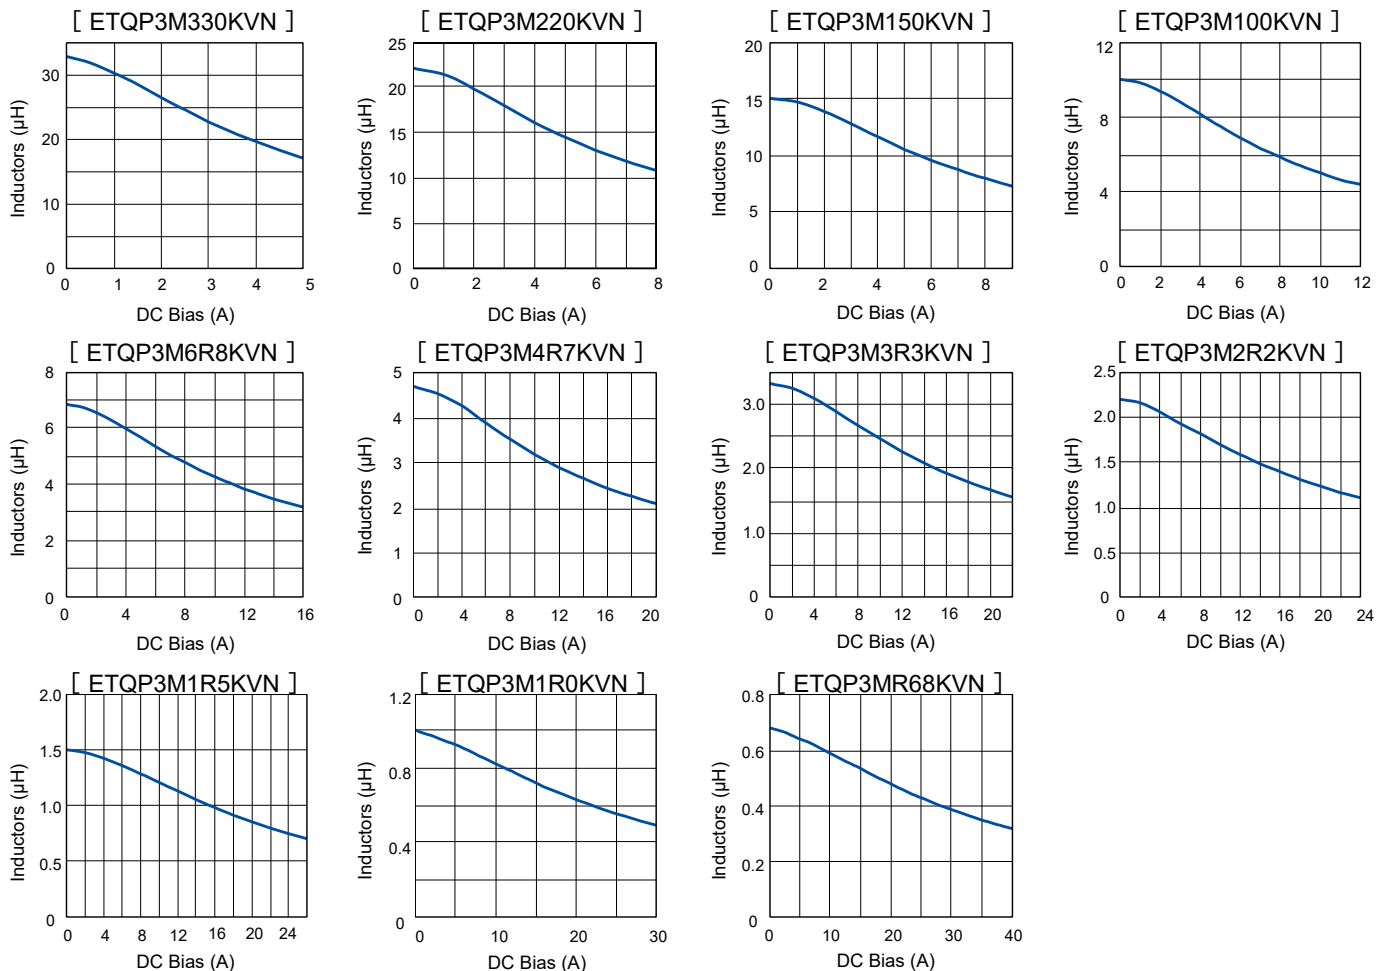 [ ETQP3M330KVN ]
Inductors (µH)
30
20
10
0
0 1 2 3 4 5
DC Bias (A)
[ ETQP3M220KVN ]
Inductors (µH)
25
20
15
10
5
0
0 2 4 6 8
DC Bias (A)
[ ETQP3M150KVN ]
Inductors (µH)
20
15
10
5
0
0 2 4 6 8
DC Bias (A)
[ ETQP3M100KVN ]
Inductors (µH)
12
8
4
0
0 2 4 6 8 10 12
DC Bias (A)
[ ETQP3M6R8KVN ]
Inductors (µH)
8
6
4
2
0
0 4 8 12 16
DC Bias (A)
[ ETQP3M4R7KVN ]
Inductors (µH)
5
4
3
2
1
0
0 4 8 12 16 20
DC Bias (A)
[ ETQP3M3R3KVN ]
Inductors (µH)
3.0
2.0
1.0
0
0 4 8 12 16 20
DC Bias (A)
[ ETQP3M2R2KVN ]
Inductors (µH)
2.5
2.0
1.5
1.0
0.5
0
0 4 8 12 16 20 24
DC Bias (A)
[ ETQP3M1R5KVN ]
Inductors (µH)
2.0
1.5
1.0
0.5
0
0 4 8 12 16 20 24
DC Bias (A)
[ ETQP3M1R0KVN ]
Inductors (µH)
1.2
0.8
0.4
0
0 10 20 30
DC Bias (A)
[ ETQP3MR68KVN ]
Inductors (µH)
0.8
0.6
0.4
0.2
0
0 10 20 30 40
DC Bias (A)